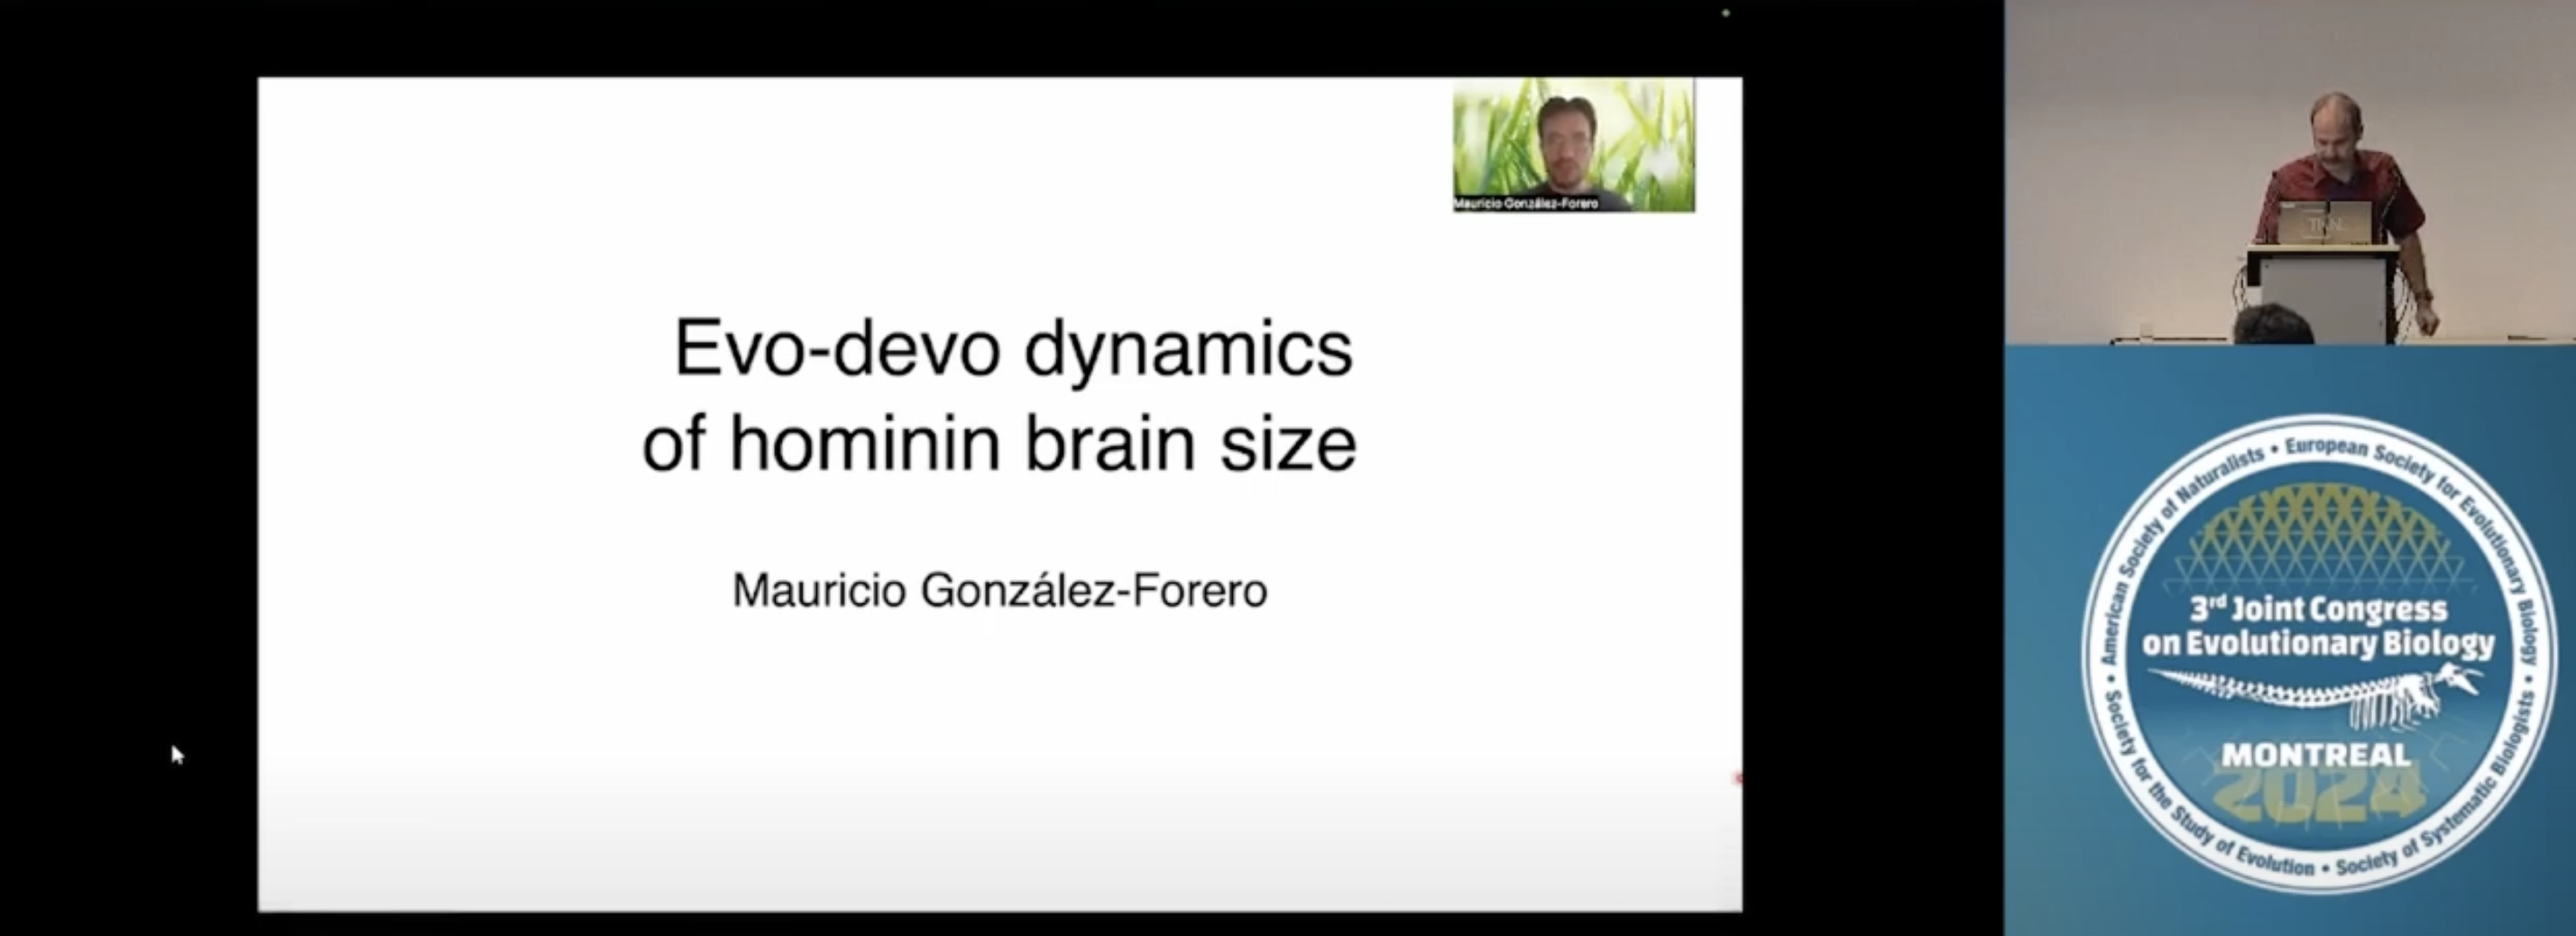 Mauricio González-Forero
Evo-devo dynamics
of hominin brain size
Mauricio González-Forero
• American Society of Naturalists • European Society for Evolutionary Biology • Society of Systematic Biologists • Society for the Study of Evolution
3rd Joint Congress
on Evolutionary Biology
MONTREAL
2024